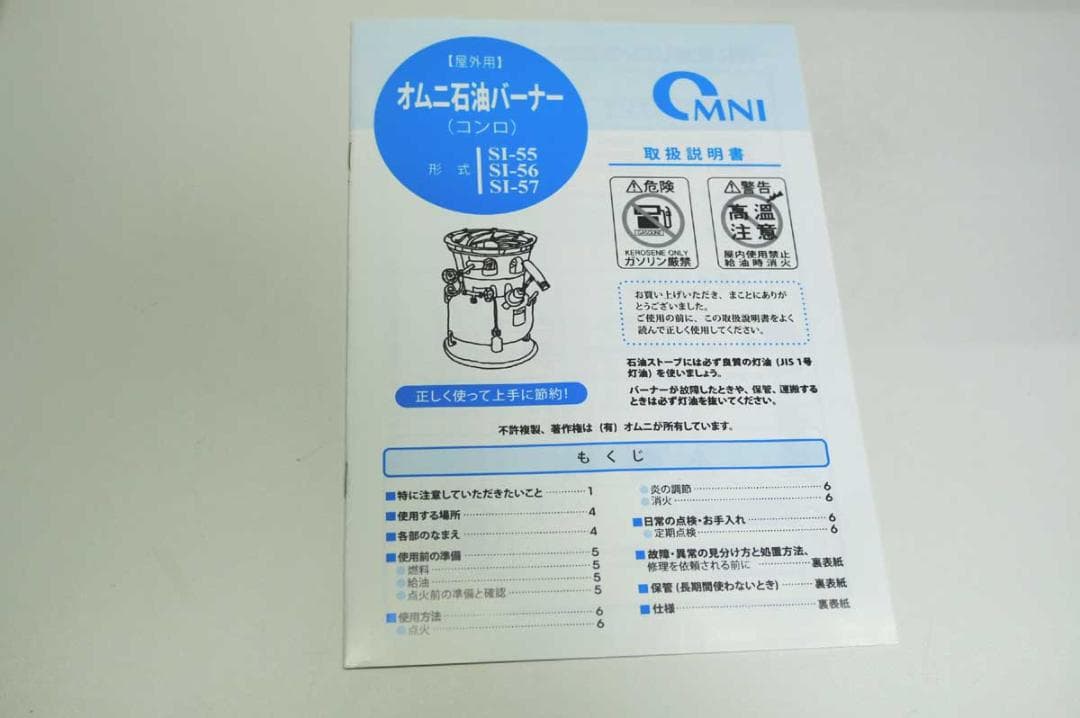 【屋外用】
オムニ石油バーナー
（コンロ）
形 式
SI-55
SI-56
SI-57
OMNI
取扱説明書
⚠危険
GASOLINE
KEROSENE ONLY
ガソリン厳禁
⚠警告
高温
注意
屋内使用禁止
給油時消火
お買い上げいただき、まことにありが
とうございました。
ご使用の前に、この取扱説明書をよく
読んで正しく使用してください。
石油ストーブには必ず良質の灯油（JIS 1号
灯油）を使いましょう。
バーナーが故障したときや、保管、運搬する
ときは必ず灯油を抜いてください。
正しく使って上手に節約！
不許複製、著作権は（有）オムニが所有しています。
もくじ
■特に注意していただきたいこと…………1
■使用する場所…………4
■各部のなまえ…………4
■使用前の準備…………5
●燃料…………5
●給油…………5
●点火前の準備と確認…………5
■使用方法…………6
●点火…………6
●炎の調節…………6
●消火…………6
■日常の点検・お手入れ…………6
●定期点検…………6
■故障・異常の見分け方と処置方法、
修理を依頼される前に…………裏表紙
■保管（長期間使わないとき）………裏表紙
■仕様…………裏表紙